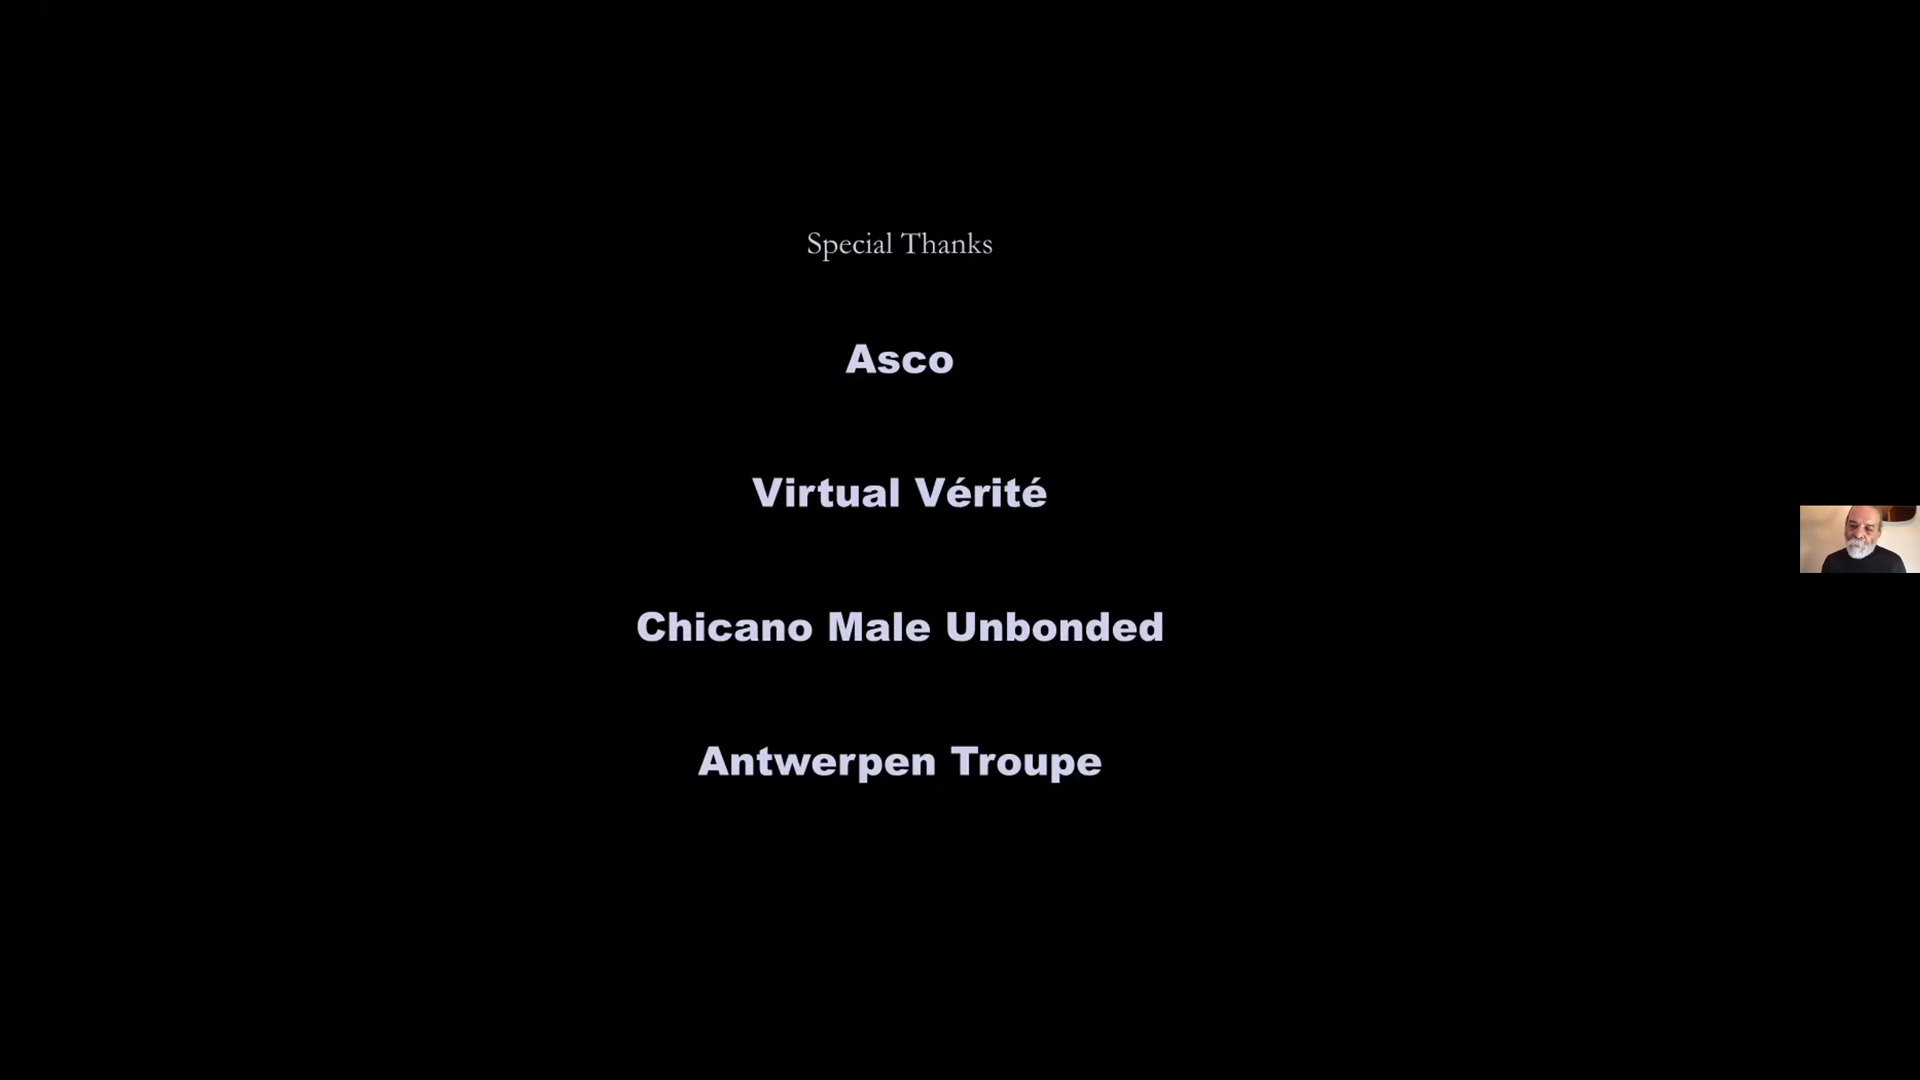 Special Thanks
Asco
Virtual Vérité
Chicano Male Unbonded
Antwerpen Troupe